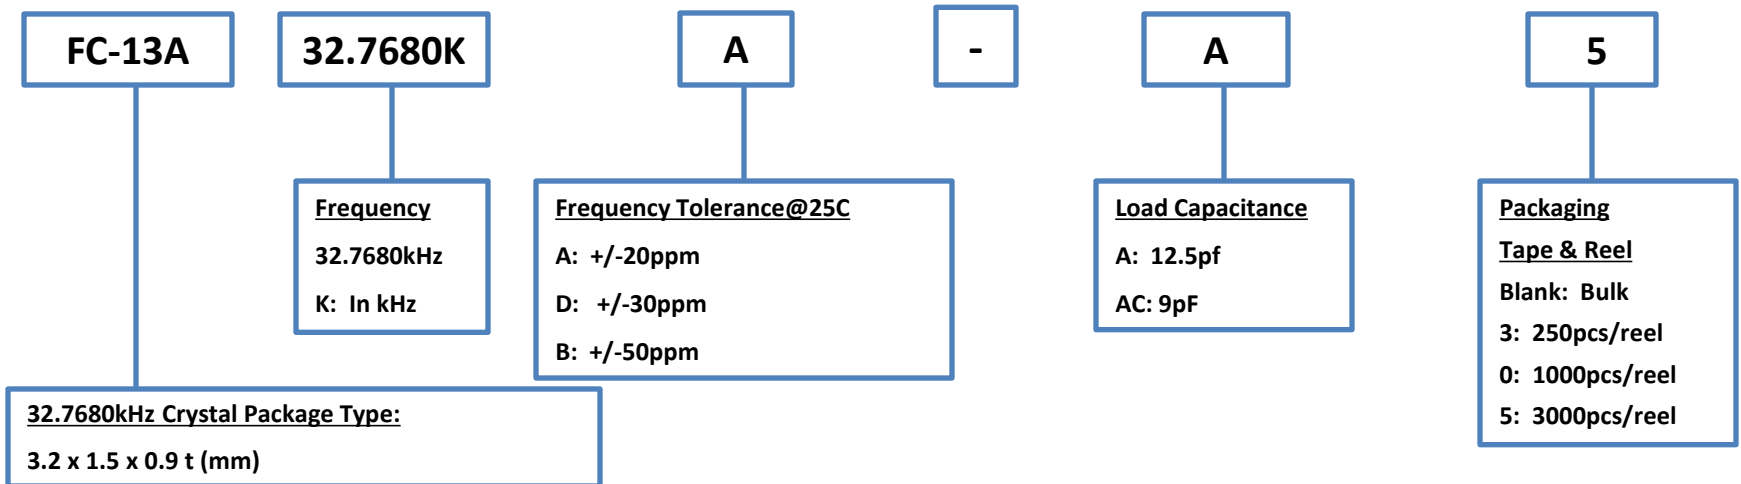 FC-13A 32.7680K A - A 5
Frequency
32.7680kHz
K: In kHz
Frequency Tolerance@25C
A: +/-20ppm
D: +/-30ppm
B: +/-50ppm
Load Capacitance
A: 12.5pf
AC: 9pF
Packaging
Tape & Reel
Blank: Bulk
3: 250pcs/reel
0: 1000pcs/reel
5: 3000pcs/reel
32.7680kHz Crystal Package Type:
3.2 x 1.5 x 0.9 t (mm)